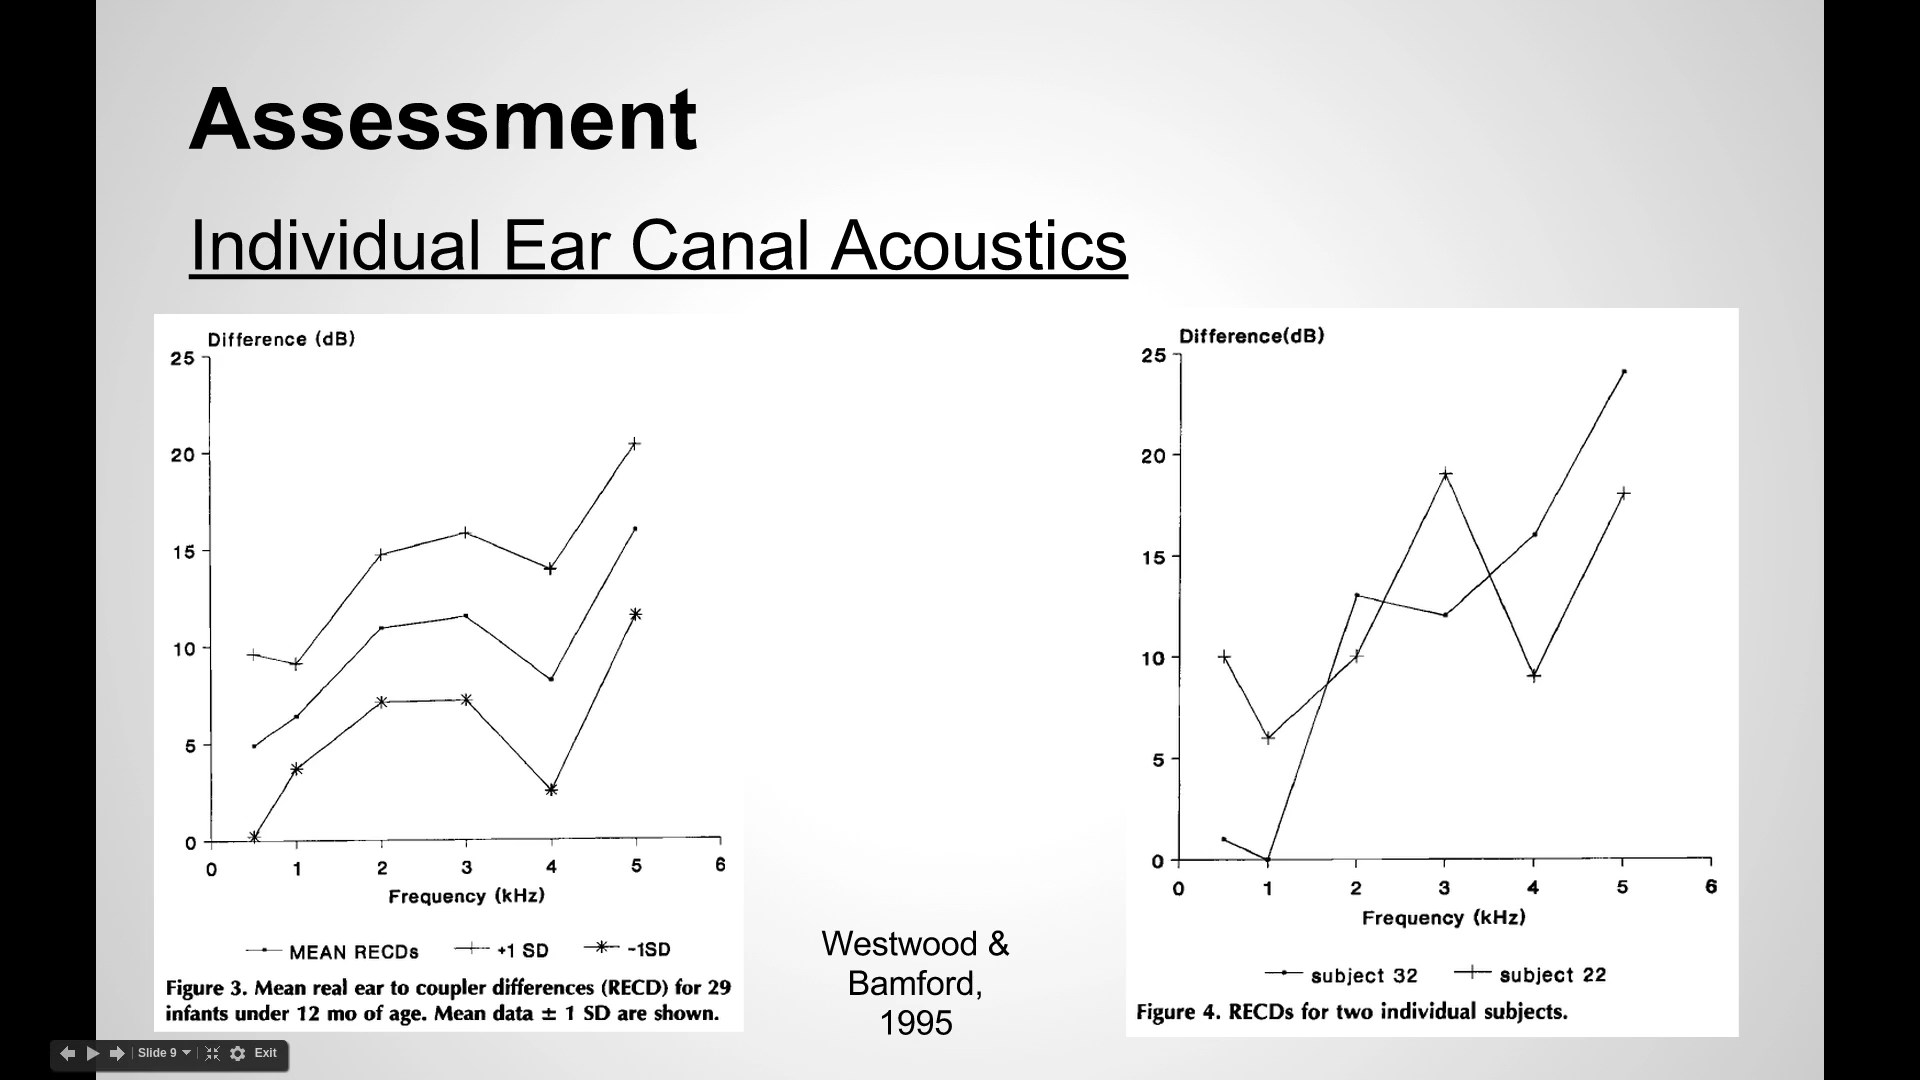 Assessment
Individual Ear Canal Acoustics
Difference (dB)
25
20
15
10
5
0
0 1 2 3 4 5 6
Frequency (kHz)
MEAN RECDs +1 SD -1SD
Figure 3. Mean real ear to coupler differences (RECD) for 29
infants under 12 mo of age. Mean data ± 1 SD are shown.
Westwood &
Bamford,
1995
Difference(dB)
25
20
15
10
5
0
0 1 2 3 4 5 6
Frequency (kHz)
subject 32 subject 22
Figure 4. RECDs for two individual subjects.
Slide 9 Exit